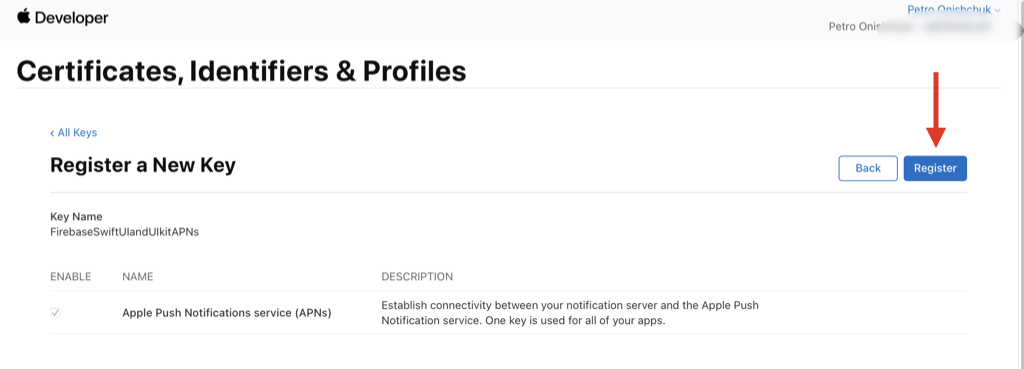 Developer
Petro Onishchuk
Petro
Certificates, Identifiers & Profiles
‹ All Keys
Register a New Key
Back
Register
Key Name
FirebaseSwiftUIandUIkitAPNs
ENABLE NAME DESCRIPTION
Apple Push Notifications service (APNs)
Establish connectivity between your notification server and the Apple Push
Notification service. One key is used for all of your apps.